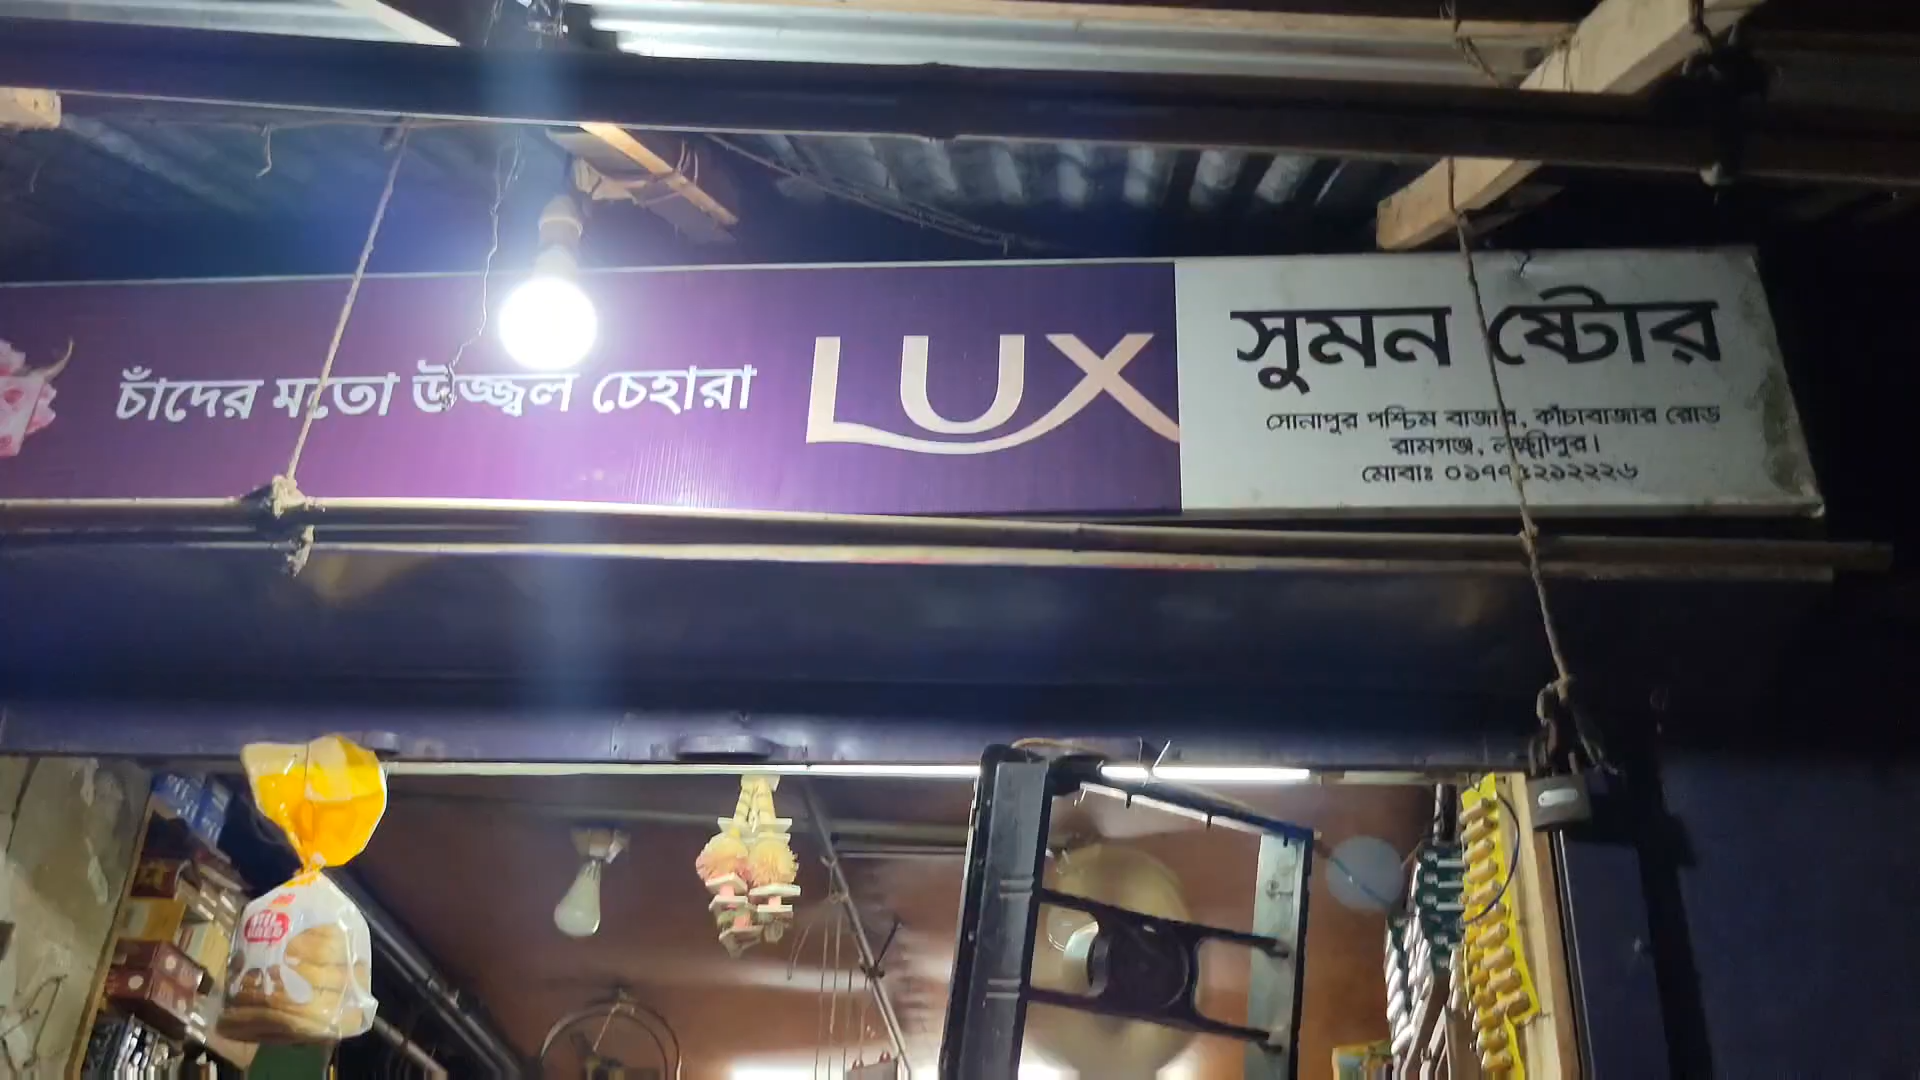 চাঁদের মতো উজ্জ্বল চেহারা
LUX
সুমন ষ্টোর
সোনাপুর পশ্চিম বাজার, কাঁচাবাজার রোড
রামগঞ্জ, লক্ষ্মীপুর।
মোবাঃ